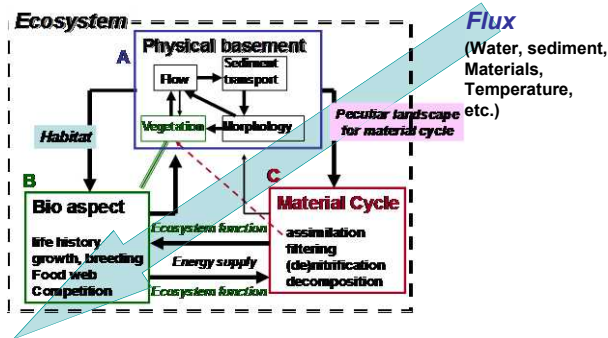 Ecosystem
Flux
(Water, sediment,
Materials,
Temperature,
etc.)
A
Physical basement
Sediment
transport
Flow
Vegetation
Morphology
Habitat
Peculiar landscape
for material cycle
B
Bio aspect
life history
growth, breeding
Food web
Competition
C
Material Cycle
assimilation
filtering
(de)nitrification
decomposition
Ecosystem function
Energy supply
Ecosystem function